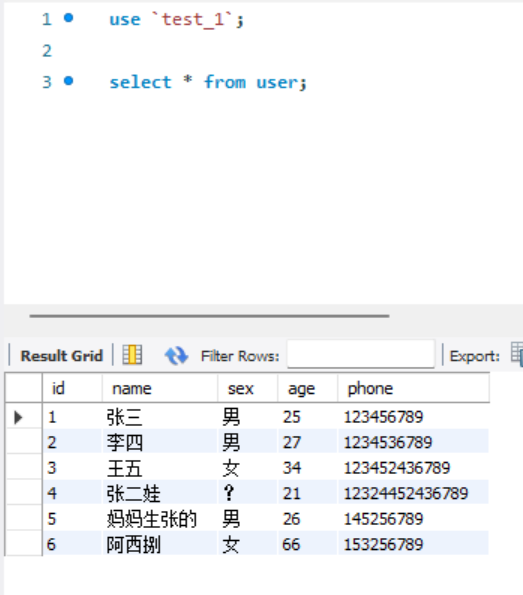 1 use `test_1`;
2
3 select * from user;
Result Grid Filter Rows: Export:
id name sex age phone
1 张三 男 25 123456789
2 李四 男 27 1234536789
3 王五 女 34 123452436789
4 张二娃 ? 21 12324452436789
5 妈妈生张的 男 26 145256789
6 阿西捌 女 66 153256789